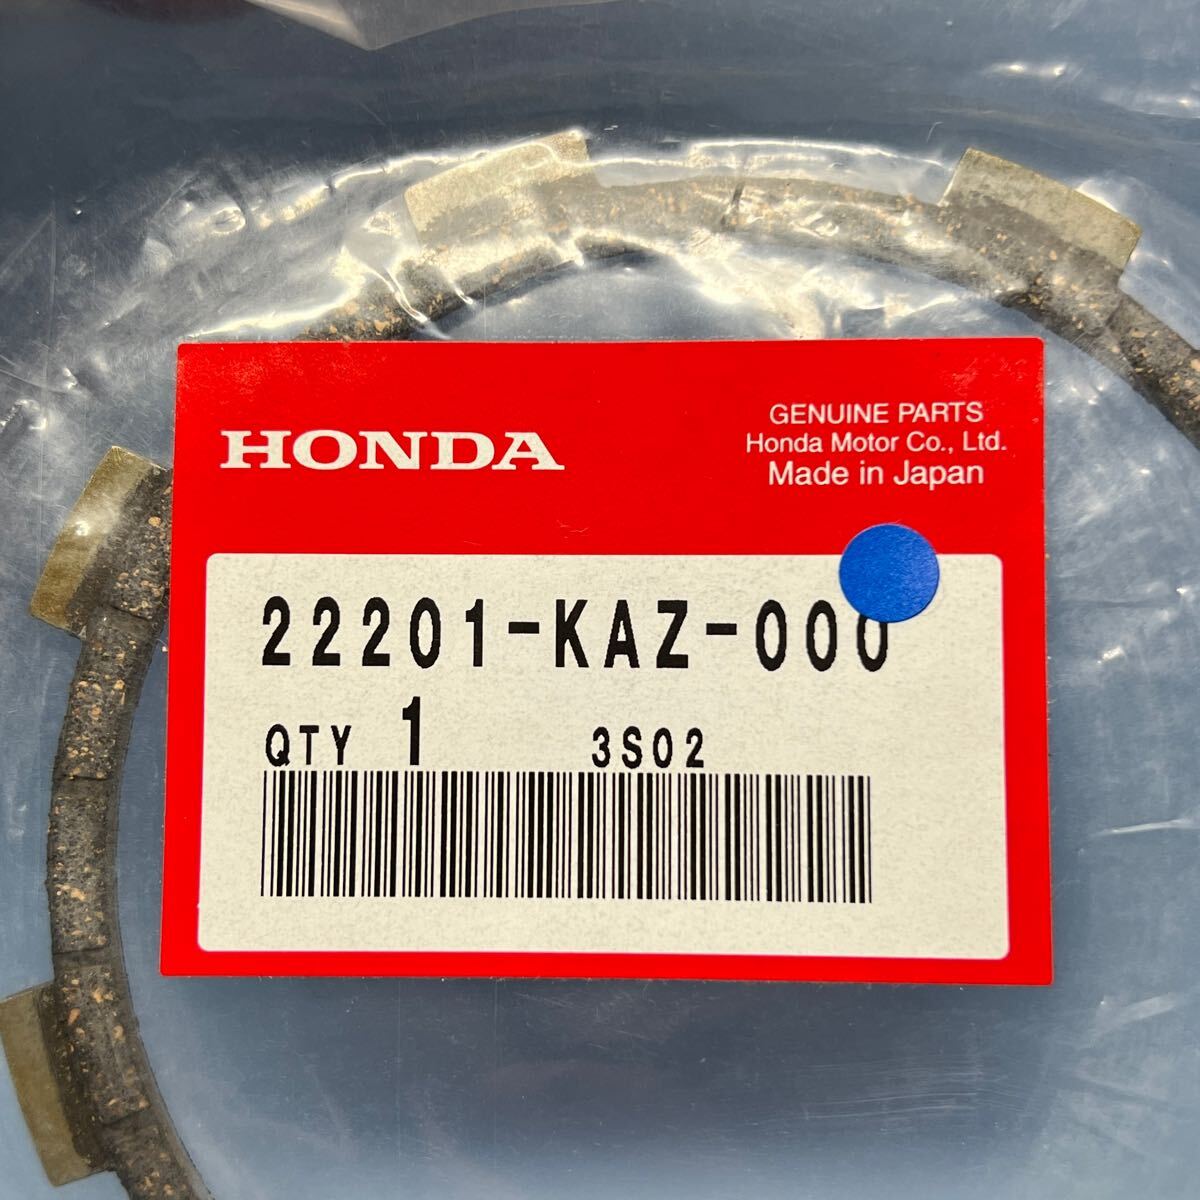 HONDA
GENUINE PARTS
Honda Motor Co., Ltd.
Made in Japan
22201-KAZ-000
QTY 1 3S02